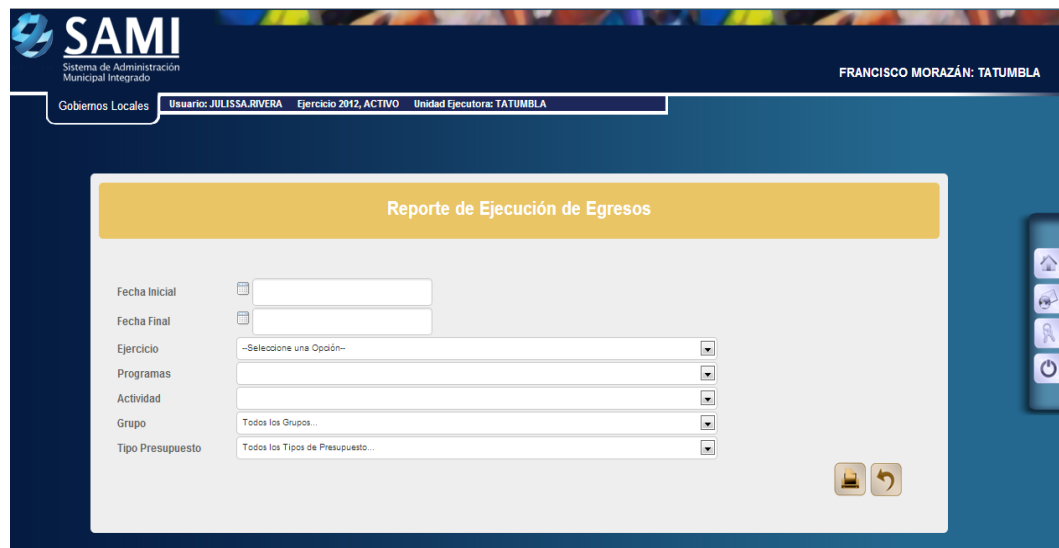 SAMI
Sistema de Administración
Municipal Integrado
FRANCISCO MORAZÁN: TATUMBLA
Gobiernos Locales
Usuario: JULISSA.RIVERA Ejercicio 2012, ACTIVO Unidad Ejecutora: TATUMBLA
Reporte de Ejecución de Egresos
Fecha Inicial
Fecha Final
Ejercicio --Seleccione una Opción--
Programas
Actividad
Grupo Todos los Grupos...
Tipo Presupuesto Todos los Tipos de Presupuesto...